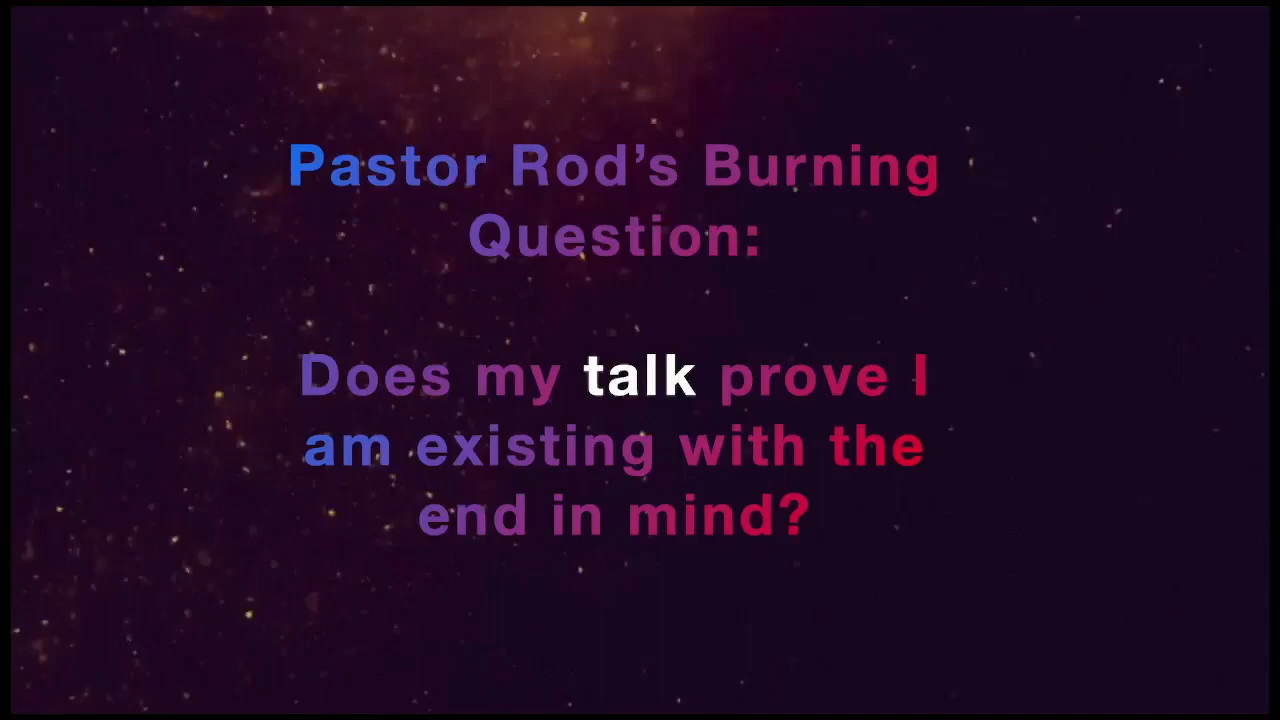 Pastor Rod’s Burning
Question:
Does my talk prove I
am existing with the
end in mind?